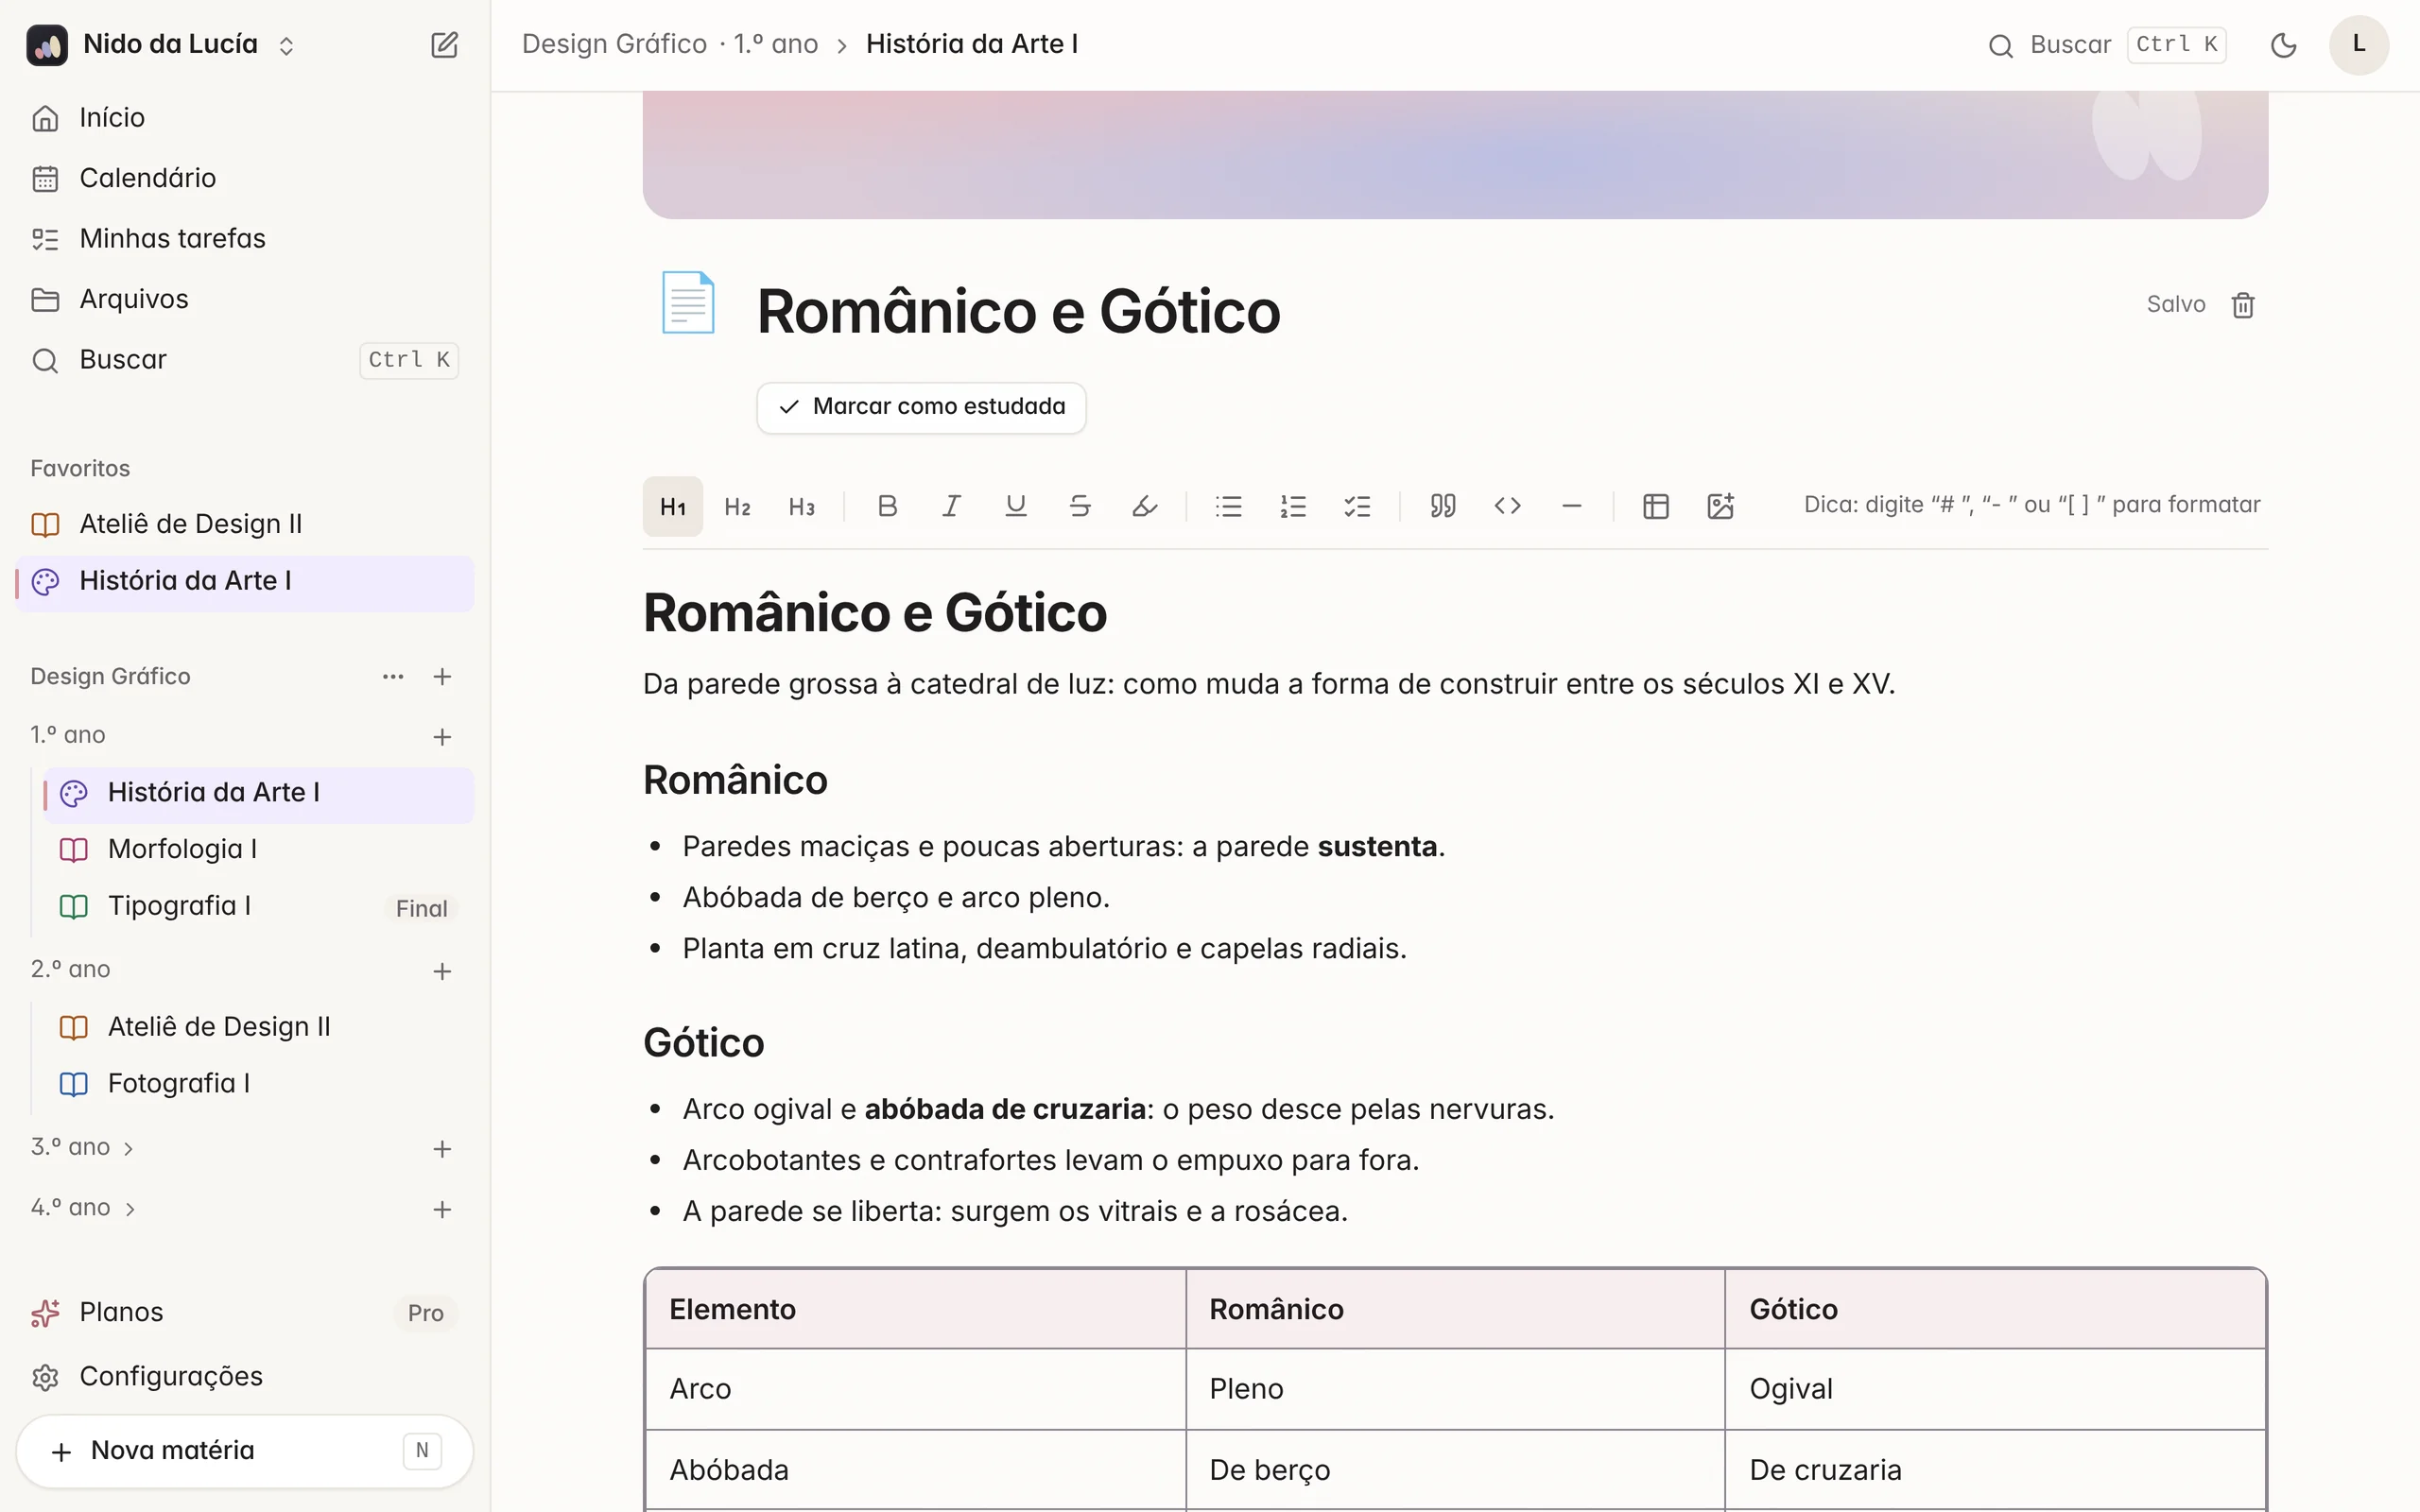 Nido da Lucía
Início
Calendário
Minhas tarefas
Arquivos
Buscar Ctrl K
Favoritos
Ateliê de Design II
História da Arte I
Design Gráfico
1.º ano
História da Arte I
Morfologia I
Tipografia I Final
2.º ano
Ateliê de Design II
Fotografia I
3.º ano
4.º ano
Planos Pro
Configurações
Nova matéria N
Design Gráfico · 1.º ano › História da Arte I
Buscar Ctrl K
L
Românico e Gótico
Salvo
Marcar como estudada
H1 H2 H3 B I U S
Dica: digite “# ”, “- ” ou “[ ] ” para formatar
Românico e Gótico
Da parede grossa à catedral de luz: como muda a forma de construir entre os séculos XI e XV.
Românico
• Paredes maciças e poucas aberturas: a parede sustenta.
• Abóbada de berço e arco pleno.
• Planta em cruz latina, deambulatório e capelas radiais.
Gótico
• Arco ogival e abóbada de cruzaria: o peso desce pelas nervuras.
• Arcobotantes e contrafortes levam o empuxo para fora.
• A parede se liberta: surgem os vitrais e a rosácea.
Elemento Românico Gótico
Arco Pleno Ogival
Abóbada De berço De cruzaria